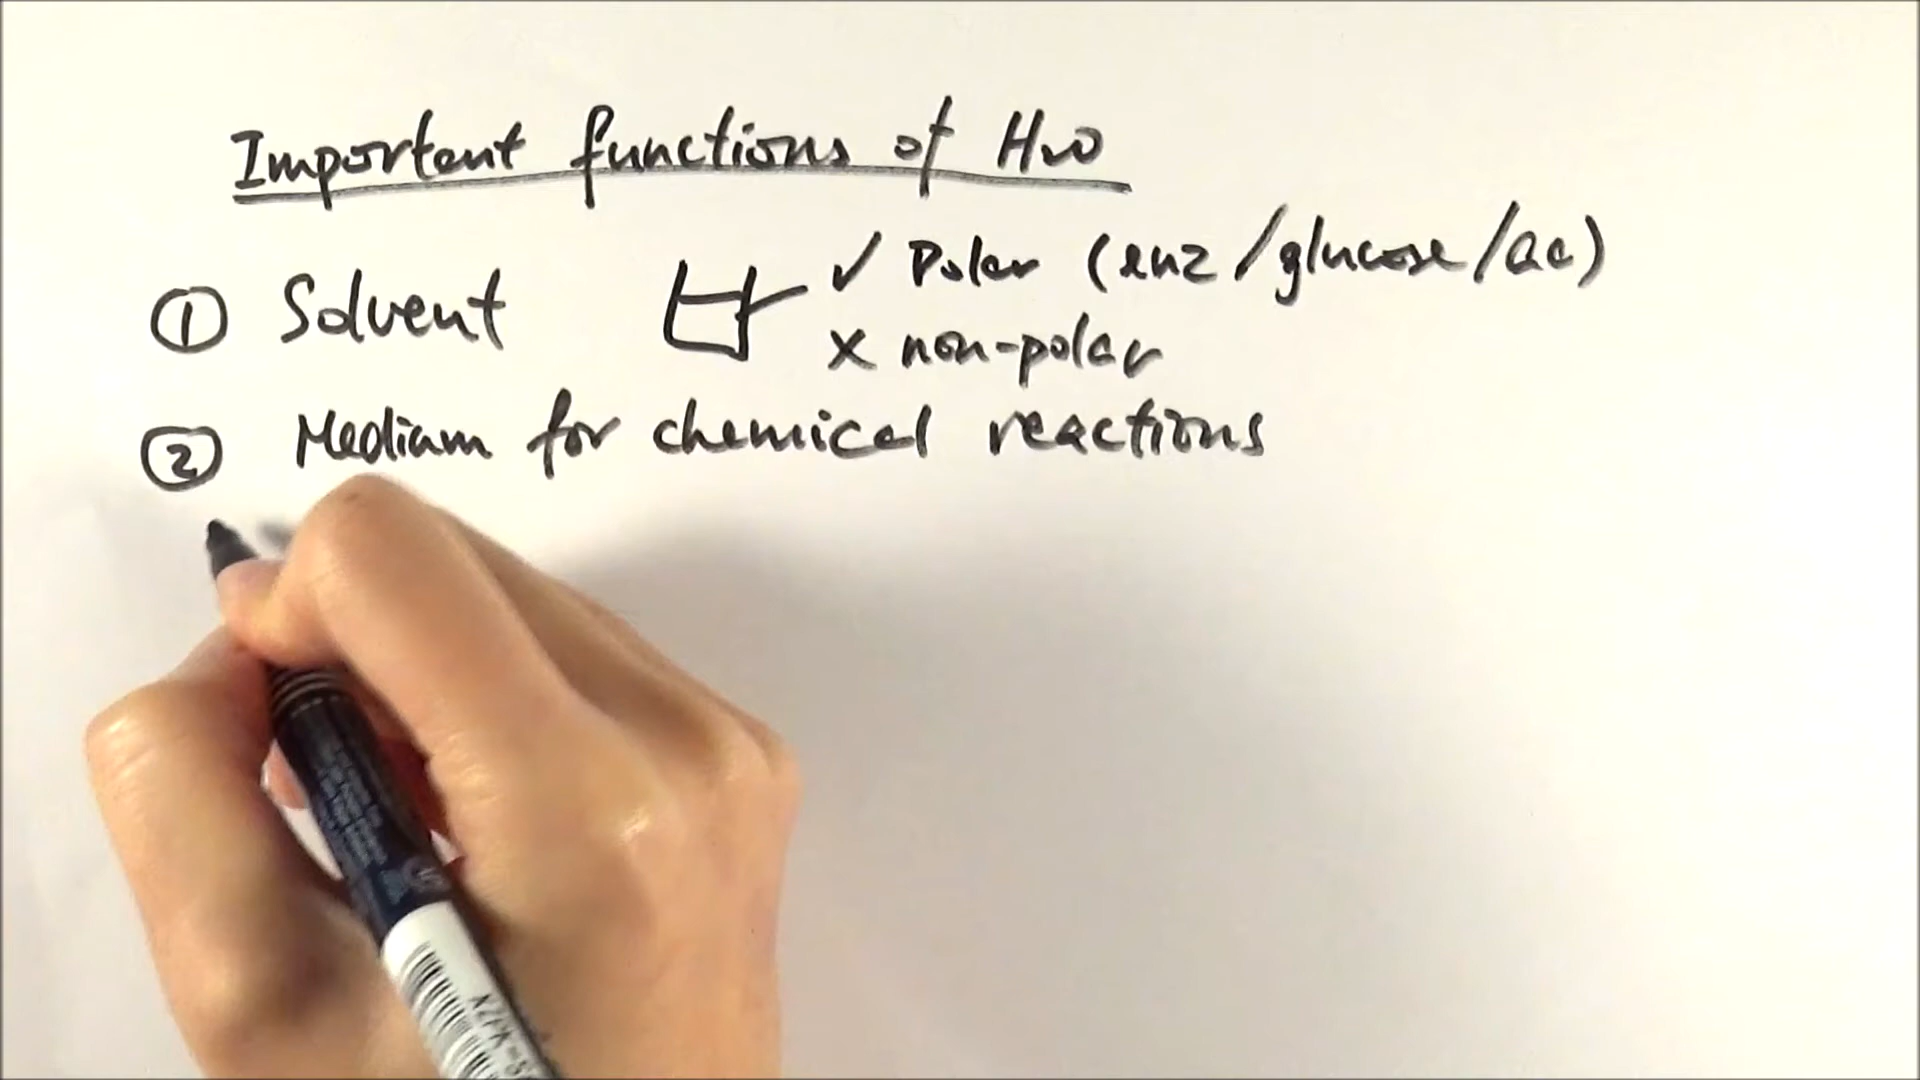 Important functions of H2O
① Solvent
✓ Polar (enz/glucose/aa)
x non-polar
② Medium for chemical reactions